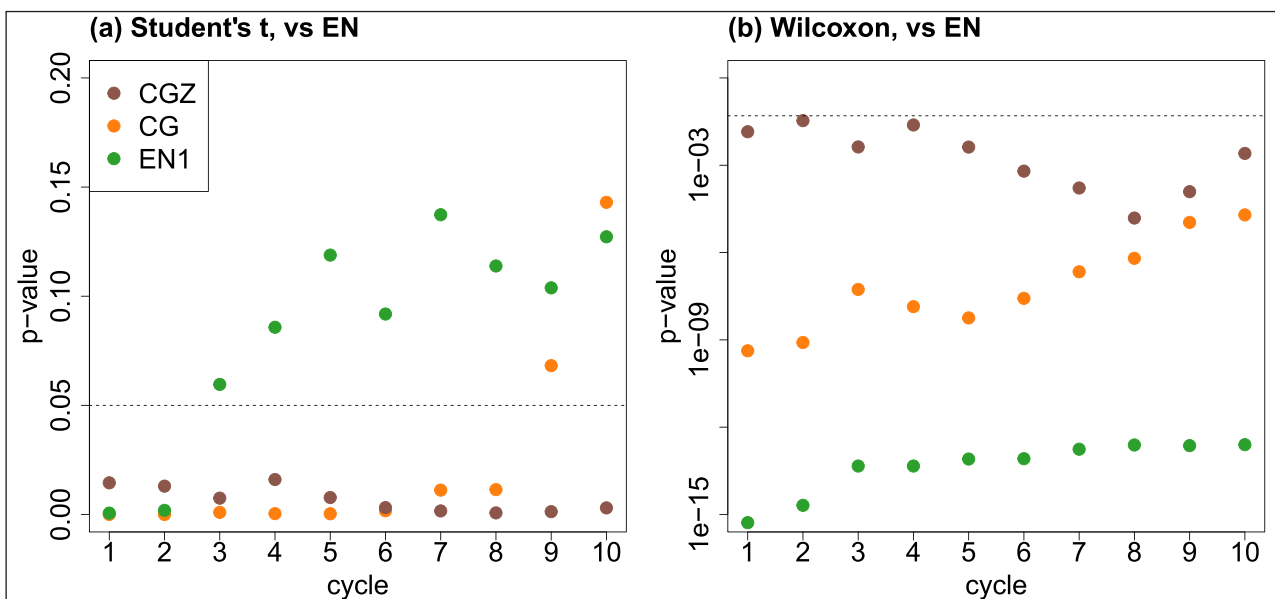 (a) Student's t, vs EN
p−value
0.20
0.15
0.10
0.05
0.00
CGZ
CG
EN1
1 2 3 4 5 6 7 8 9 10
cycle
(b) Wilcoxon, vs EN
p−value
1e−03
1e−09
1e−15
1 2 3 4 5 6 7 8 9 10
cycle